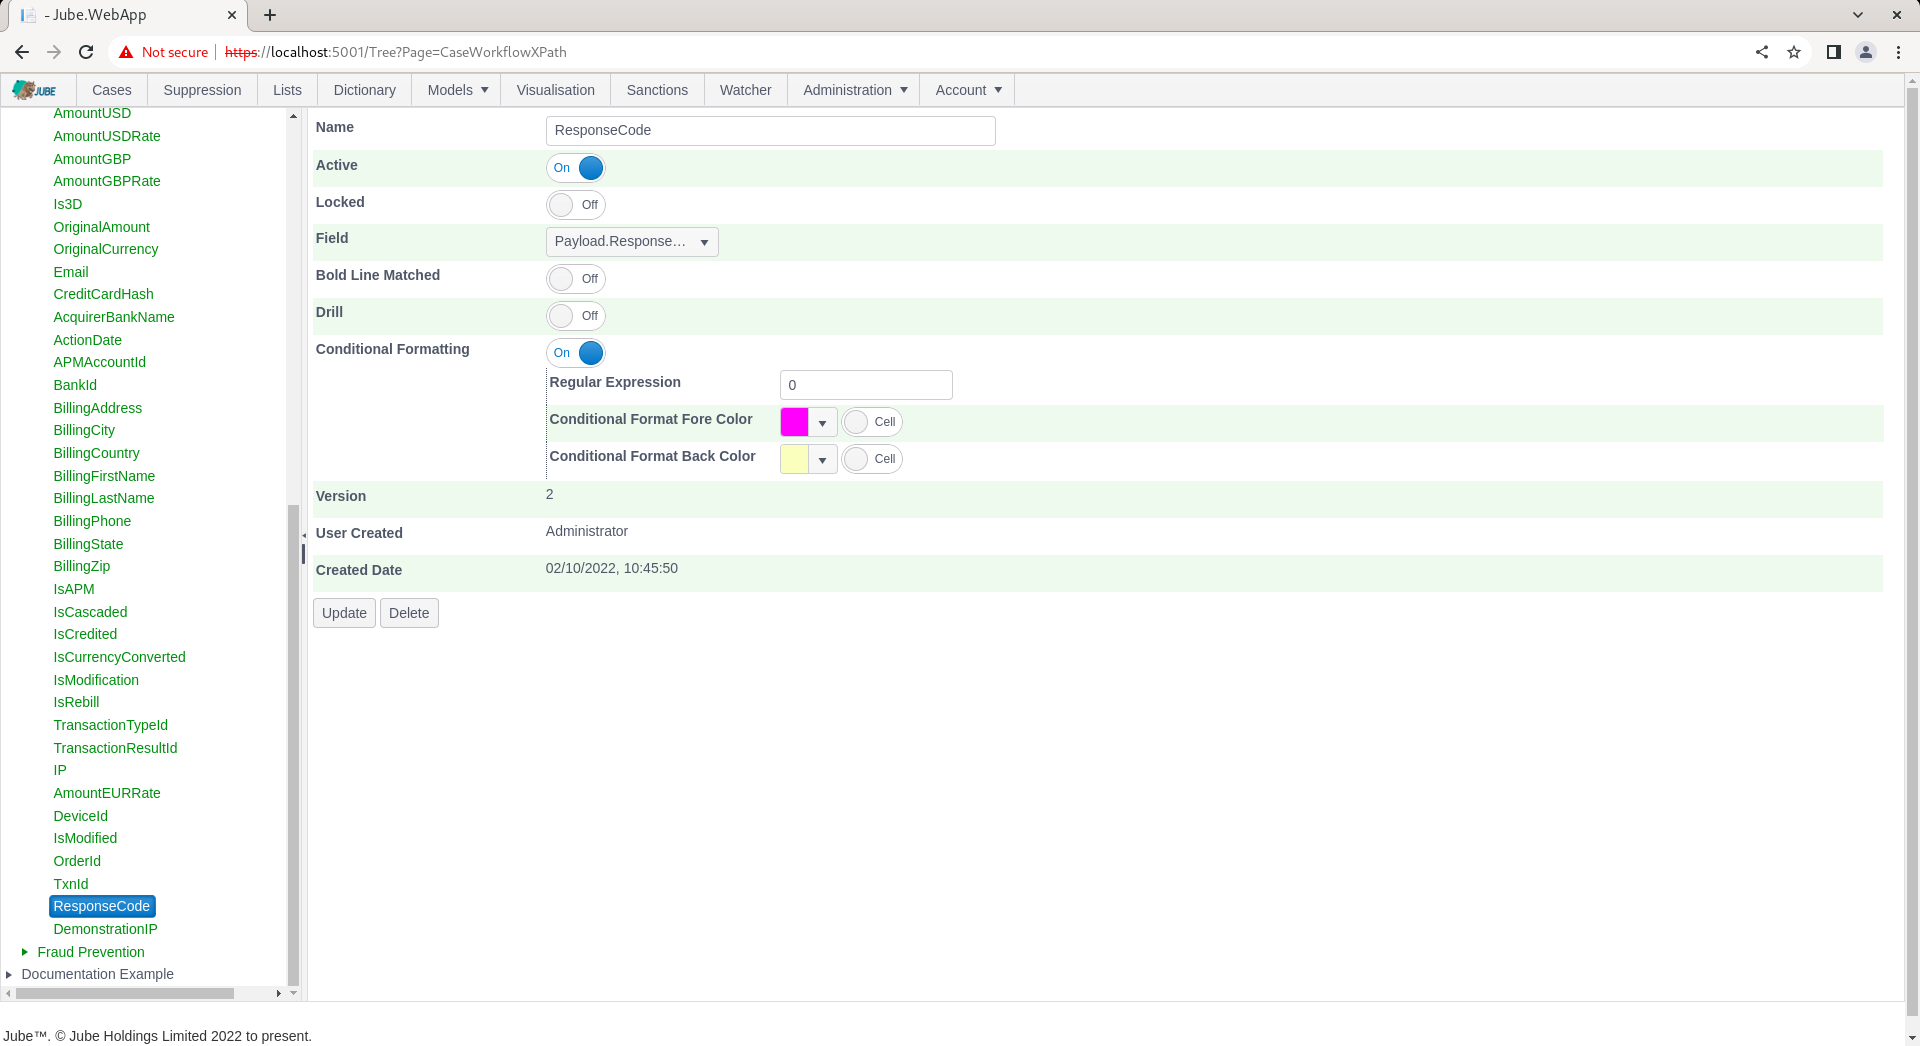 - Jube.WebApp
Not secure https://localhost:5001/Tree?Page=CaseWorkflowXPath
JUBE Cases Suppression Lists Dictionary Models Visualisation Sanctions Watcher Administration Account
AmountUSD
AmountUSDRate
AmountGBP
AmountGBPRate
Is3D
OriginalAmount
OriginalCurrency
Email
CreditCardHash
AcquirerBankName
ActionDate
APMAccountId
BankId
BillingAddress
BillingCity
BillingCountry
BillingFirstName
BillingLastName
BillingPhone
BillingState
BillingZip
IsAPM
IsCascaded
IsCredited
IsCurrencyConverted
IsModification
IsRebill
TransactionTypeId
TransactionResultId
IP
AmountEURRate
DeviceId
IsModified
OrderId
TxnId
ResponseCode
DemonstrationIP
Fraud Prevention
Documentation Example
Name ResponseCode
Active On
Locked Off
Field Payload.Response...
Bold Line Matched Off
Drill Off
Conditional Formatting On
Regular Expression 0
Conditional Format Fore Color Cell
Conditional Format Back Color Cell
Version 2
User Created Administrator
Created Date 02/10/2022, 10:45:50
Update Delete
Jube™. © Jube Holdings Limited 2022 to present.